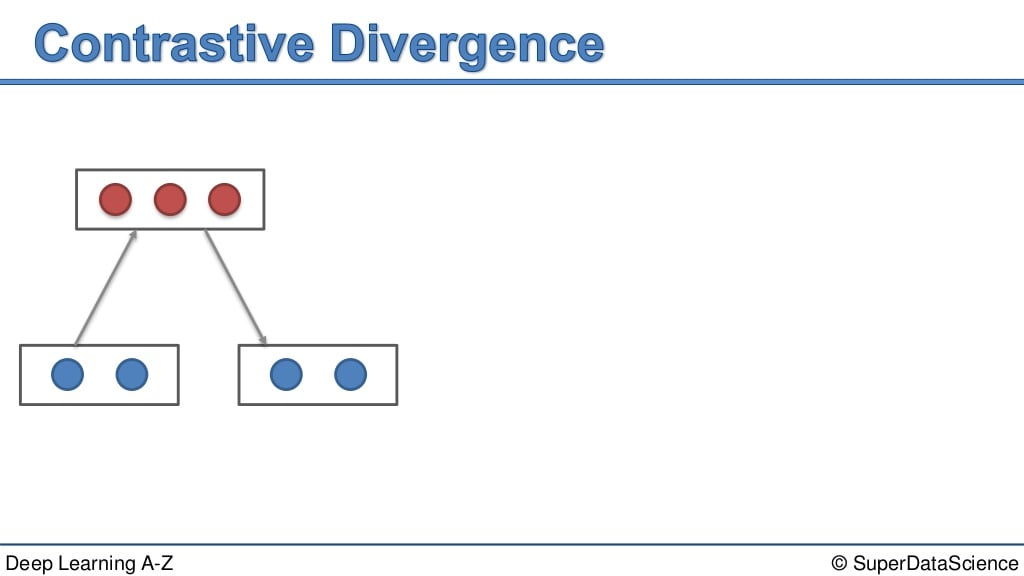 Contrastive Divergence
Deep Learning A-Z
© SuperDataScience